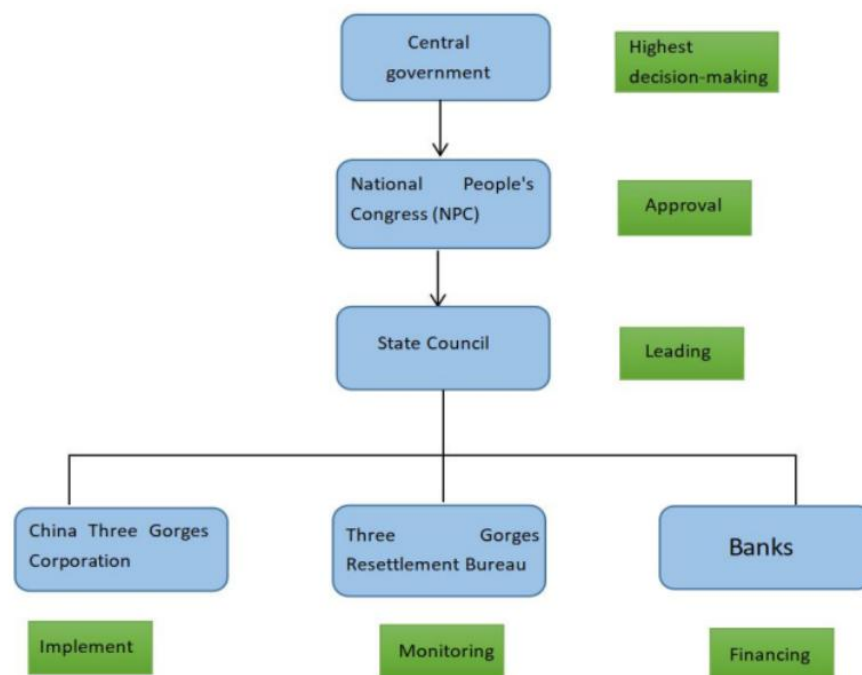 Central
government
Highest
decision-making
National People's
Congress (NPC)
Approval
State Council
Leading
China Three Gorges
Corporation
Three Gorges
Resettlement Bureau
Banks
Implement
Monitoring
Financing